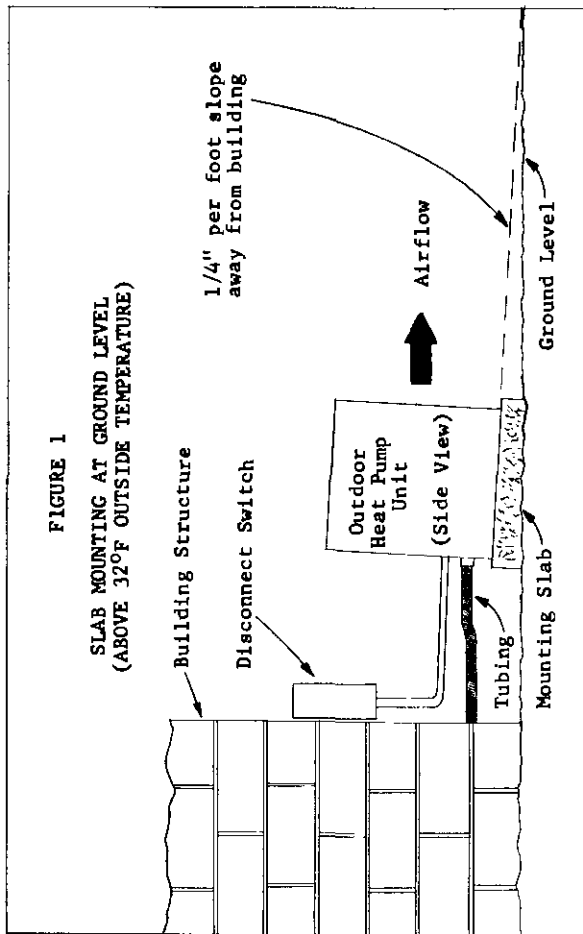 FIGURE 1
SLAB MOUNTING AT GROUND LEVEL
(ABOVE 32°F OUTSIDE TEMPERATURE)
Building Structure
Disconnect Switch
1/4" per foot slope
away from building
Outdoor
Heat Pump
Unit
(Side View)
Airflow
Tubing
Mounting Slab
Ground Level